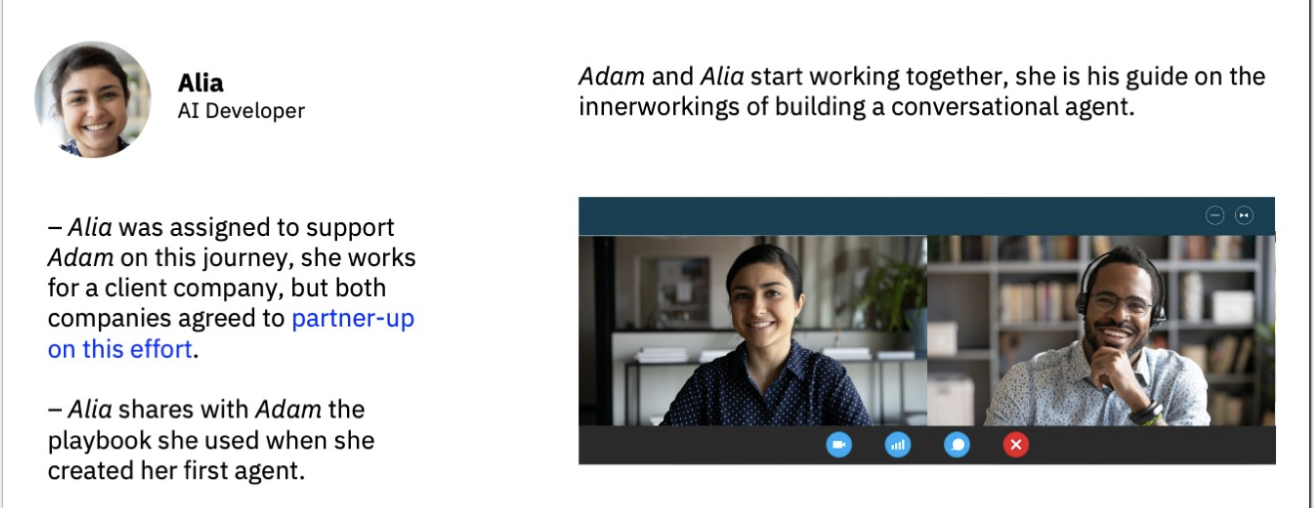 Alia
AI Developer
– Alia was assigned to support
Adam on this journey, she works
for a client company, but both
companies agreed to partner-up
on this effort.
– Alia shares with Adam the
playbook she used when she
created her first agent.
Adam and Alia start working together, she is his guide on the
innerworkings of building a conversational agent.